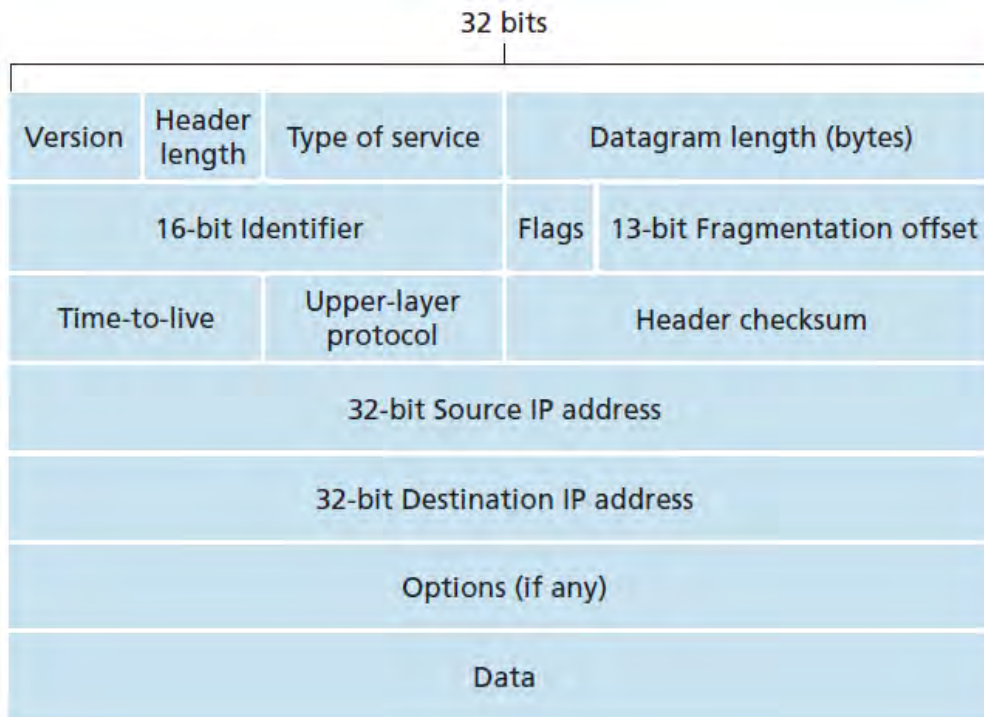 32 bits
Version
Header
length
Type of service
Datagram length (bytes)
16-bit Identifier
Flags
13-bit Fragmentation offset
Time-to-live
Upper-layer
protocol
Header checksum
32-bit Source IP address
32-bit Destination IP address
Options (if any)
Data